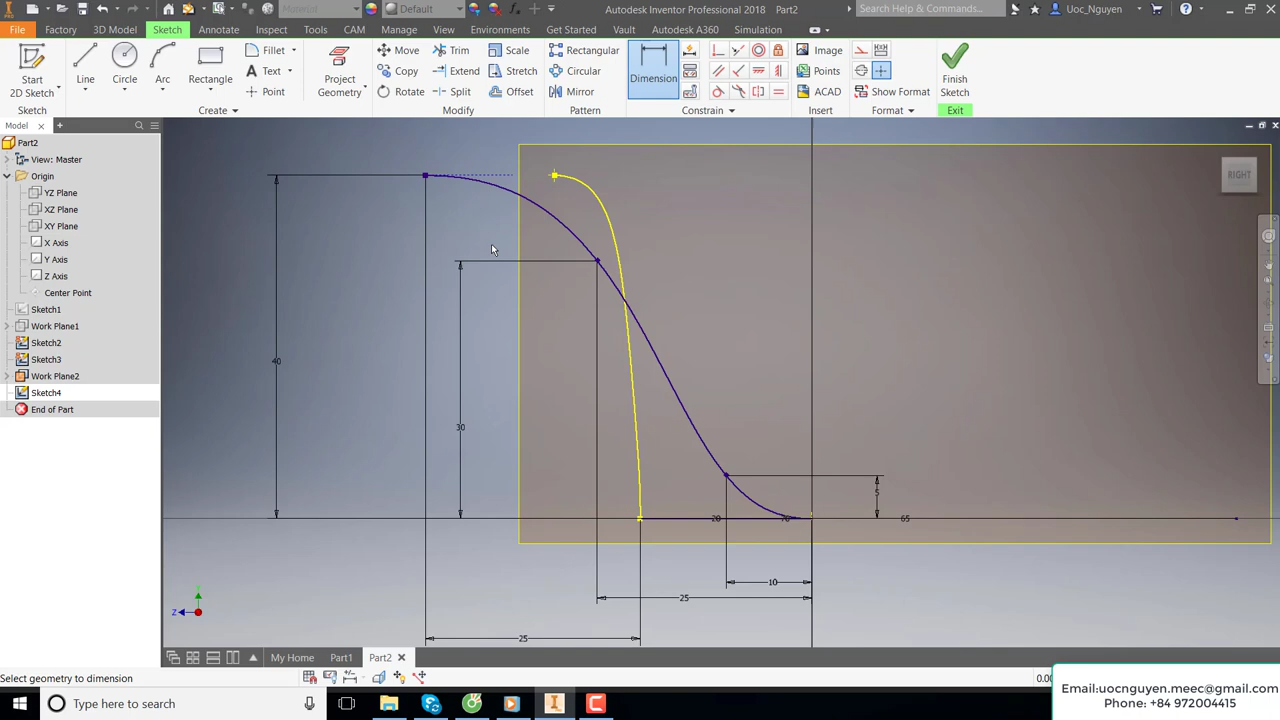 Material
Default
Autodesk Inventor Professional 2018 Part2
Search Help & Commands...
Uoc_Nguyen
File Factory 3D Model Sketch Annotate Inspect Tools CAM Manage View Environments Get Started Vault Autodesk A360 Simulation
Start
2D Sketch
Line
Circle
Arc
Rectangle
Fillet
Text
Point
Project
Geometry
Move
Copy
Rotate
Trim
Extend
Split
Scale
Stretch
Offset
Rectangular
Circular
Mirror
Dimension
Image
Points
ACAD
Show Format
Finish
Sketch
Sketch Create Modify Pattern Constrain Insert Format Exit
Model
Part2
View: Master
Origin
YZ Plane
XZ Plane
XY Plane
X Axis
Y Axis
Z Axis
Center Point
Sketch1
Work Plane1
Sketch2
Sketch3
Work Plane2
Sketch4
End of Part
RIGHT
40
30
5
20
65
10
25
25
Y
Z
My Home Part1 Part2
Select geometry to dimension
Type here to search
Email:uocnguyen.meec@gmail.com
Phone: +84 972004415